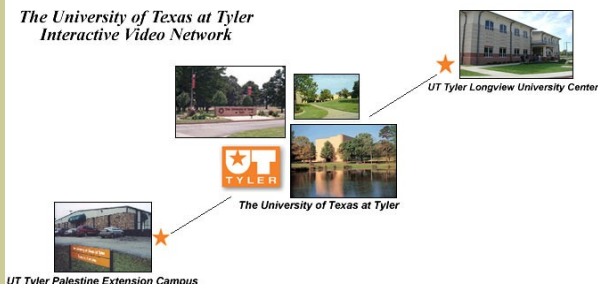 The University of Texas at Tyler
Interactive Video Network
UT Tyler Longview University Center
UT
TYLER
The University of Texas at Tyler
UT Tyler Palestine Extension Campus